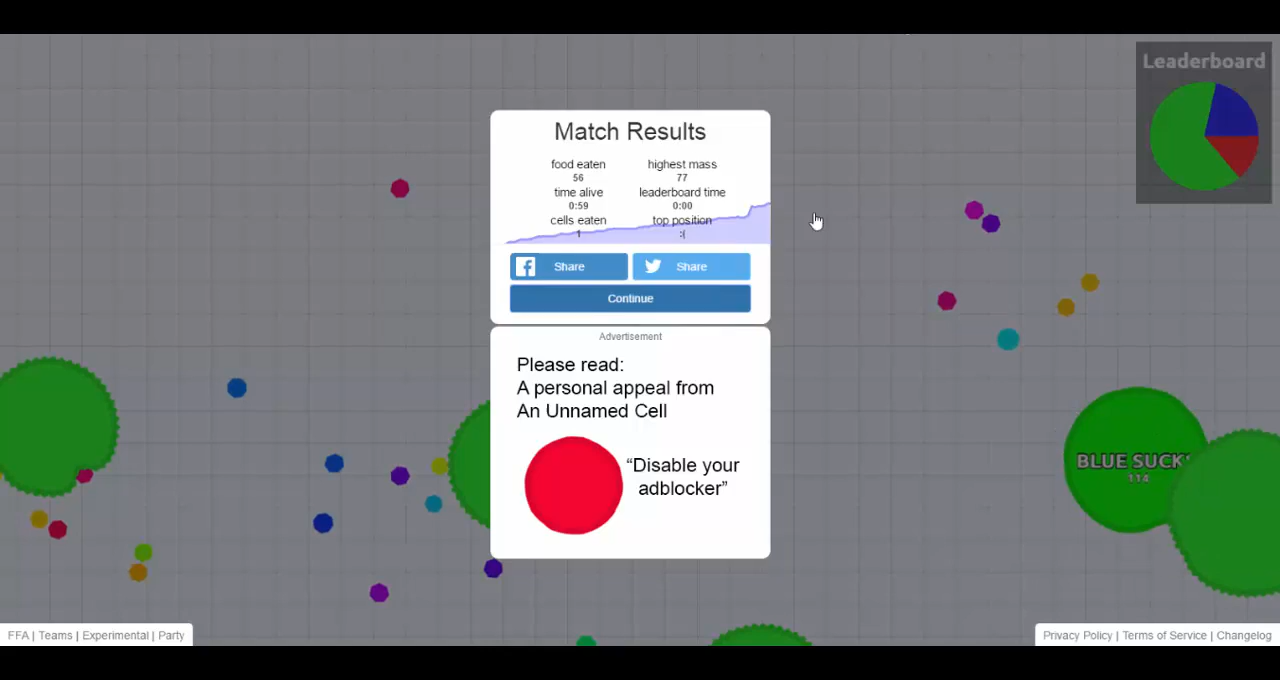 Leaderboard
Match Results
food eaten
56
highest mass
77
time alive
0:59
leaderboard time
0:00
cells eaten
1
top position
:(
Share
Share
Continue
Advertisement
Please read:
A personal appeal from
An Unnamed Cell
“Disable your
adblocker”
BLUE SUCK
114
FFA | Teams | Experimental | Party
Privacy Policy | Terms of Service | Changelog